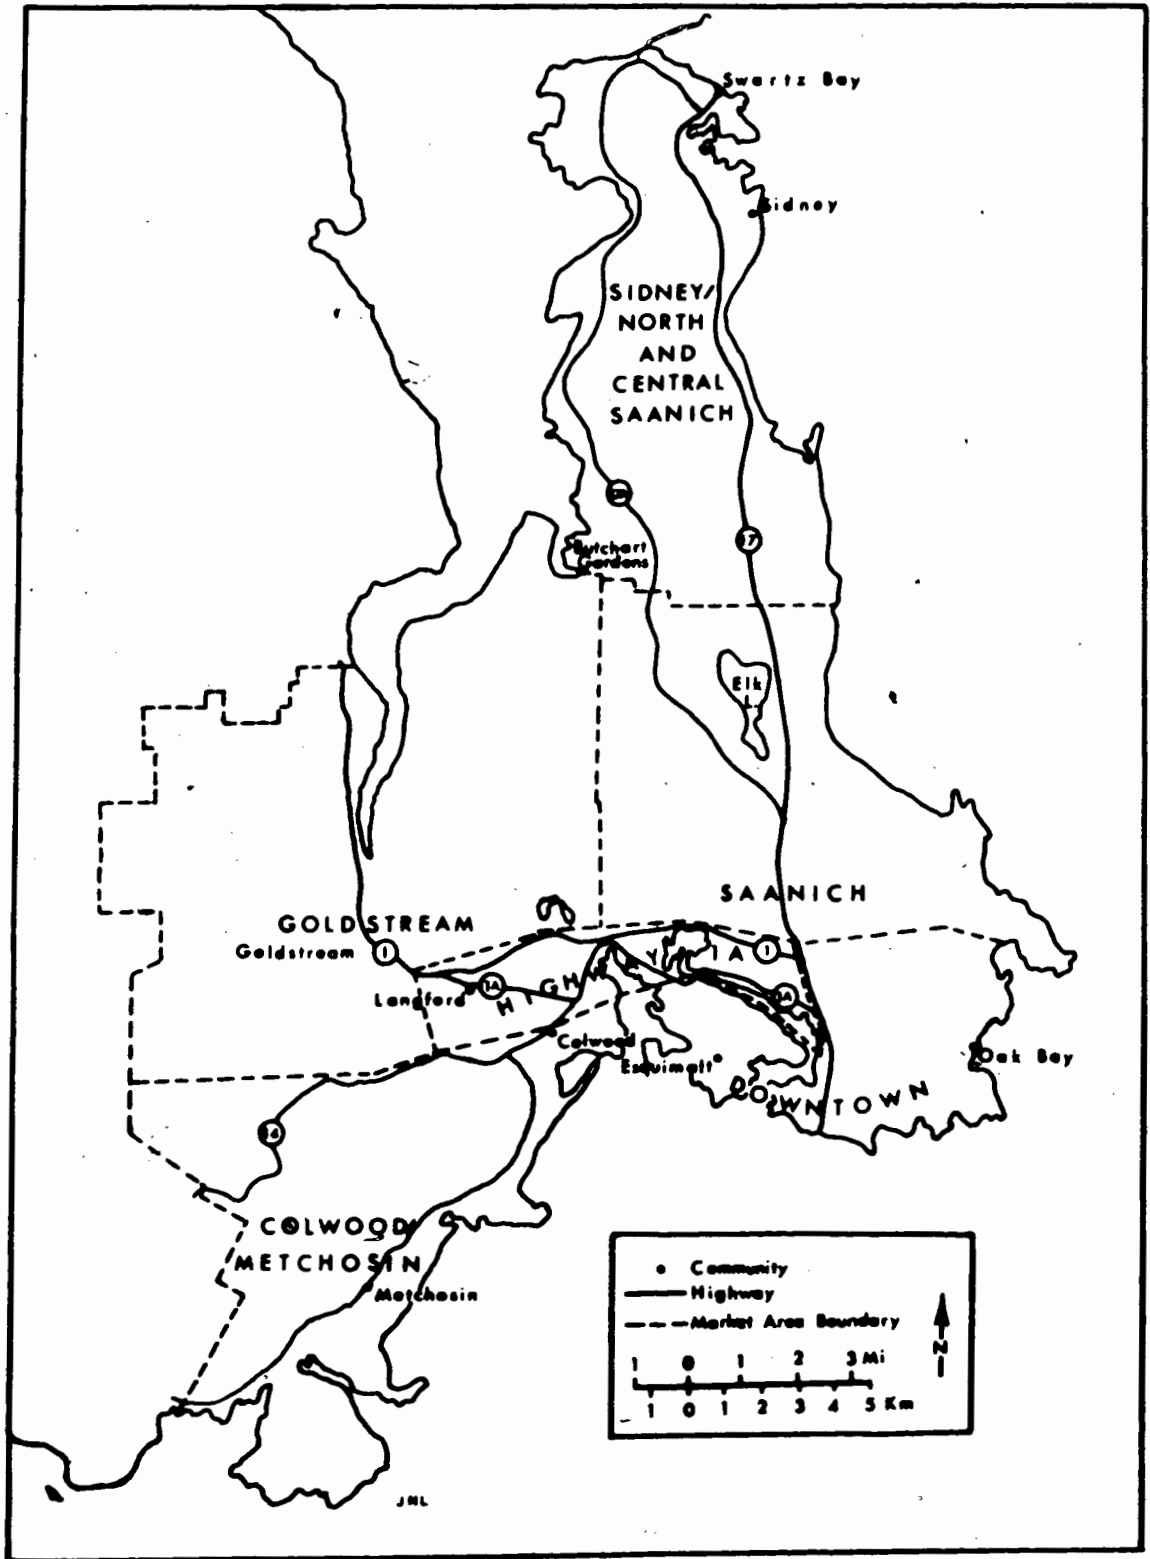 Swartz Bay
Sidney
SIDNEY/
NORTH
AND
CENTRAL
SAANICH
17
Butchart
Gardens
Elk
L.
SAANICH
GOLDSTREAM
Goldstream
1
1
HIGHWAY 1A
1A
1A
Langford
Colwood
Esquimalt
Oak Bay
DOWNTOWN
14
COLWOOD/
METCHOSIN
Metchosin
Community
Highway
Market Area Boundary
1 0 1 2 3 Mi
1 0 1 2 3 4 5 Km
N
JNL